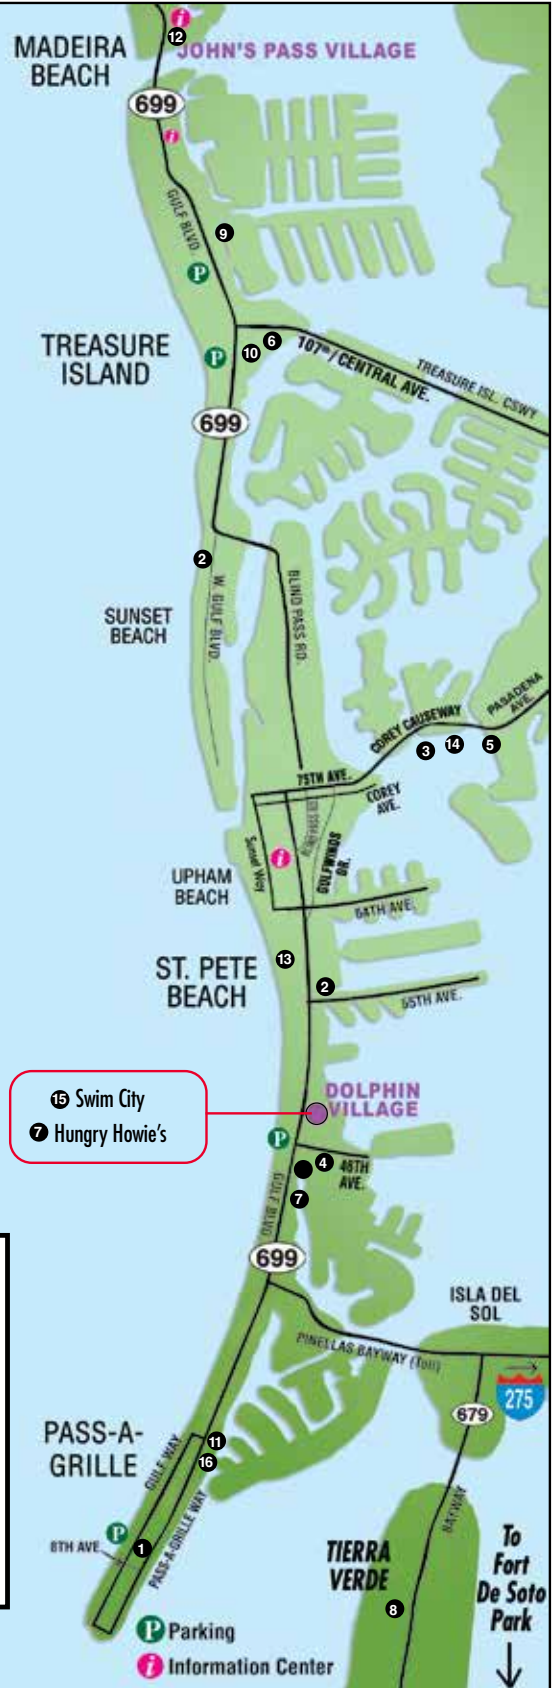 12
MADEIRA
BEACH
JOHN'S PASS VILLAGE
699
GULF BLVD.
9
P
TREASURE
ISLAND
P
10
6
107th / CENTRAL AVE.
TREASURE ISL. CSWY
699
2
W. GULF BLVD.
BLIND PASS RD.
SUNSET
BEACH
PASADENA
AVE.
COREY CAUSEWAY
3
14
5
75TH AVE.
COREY
AVE.
Sunset Way
GULFWINDS
DR.
UPHAM
BEACH
64TH AVE.
13
ST. PETE
BEACH
2
55TH AVE.
15 Swim City
7 Hungry Howie's
DOLPHIN
VILLAGE
P
4
46TH
AVE.
7
GULF BLVD
699
ISLA DEL
SOL
PINELLAS BAYWAY (Toll)
275
679
PASS-A-
GRILLE
GULF WAY
11
16
PASS-A-GRILLE WAY
BAYWAY
P
8TH AVE
1
TIERRA
VERDE
8
To
Fort
De Soto
Park
P Parking
i Information Center